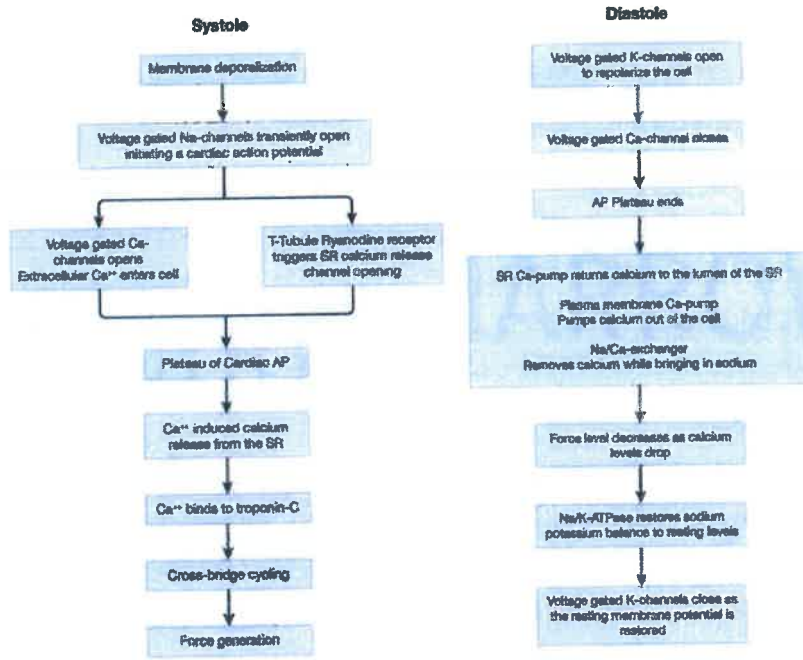 Systole
Membrane deporalization
Voltage gated Na-channels transiently open
initiating a cardiac action potential
Voltage gated Ca-
channels opens
Extracellular Ca⁺⁺ enters cell
T-Tubule Ryanodine receptor
triggers SR calcium release
channel opening
Plateau of Cardiac AP
Ca⁺⁺ induced calcium
release from the SR
Ca⁺⁺ binds to troponin-C
Cross-bridge cycling
Force generation
Diastole
Voltage gated K-channels open
to repolarize the cell
Voltage gated Ca-channel closes
AP Plateau ends
SR Ca-pump returns calcium to the lumen of the SR
Plasma membrane Ca-pump
Pumps calcium out of the cell
Na/Ca-exchanger
Removes calcium while bringing in sodium
Force level decreases as calcium
levels drop
Na/K-ATPase restores sodium
potassium balance to resting levels
Voltage gated K-channels close as
the resting membrane potential is
restored